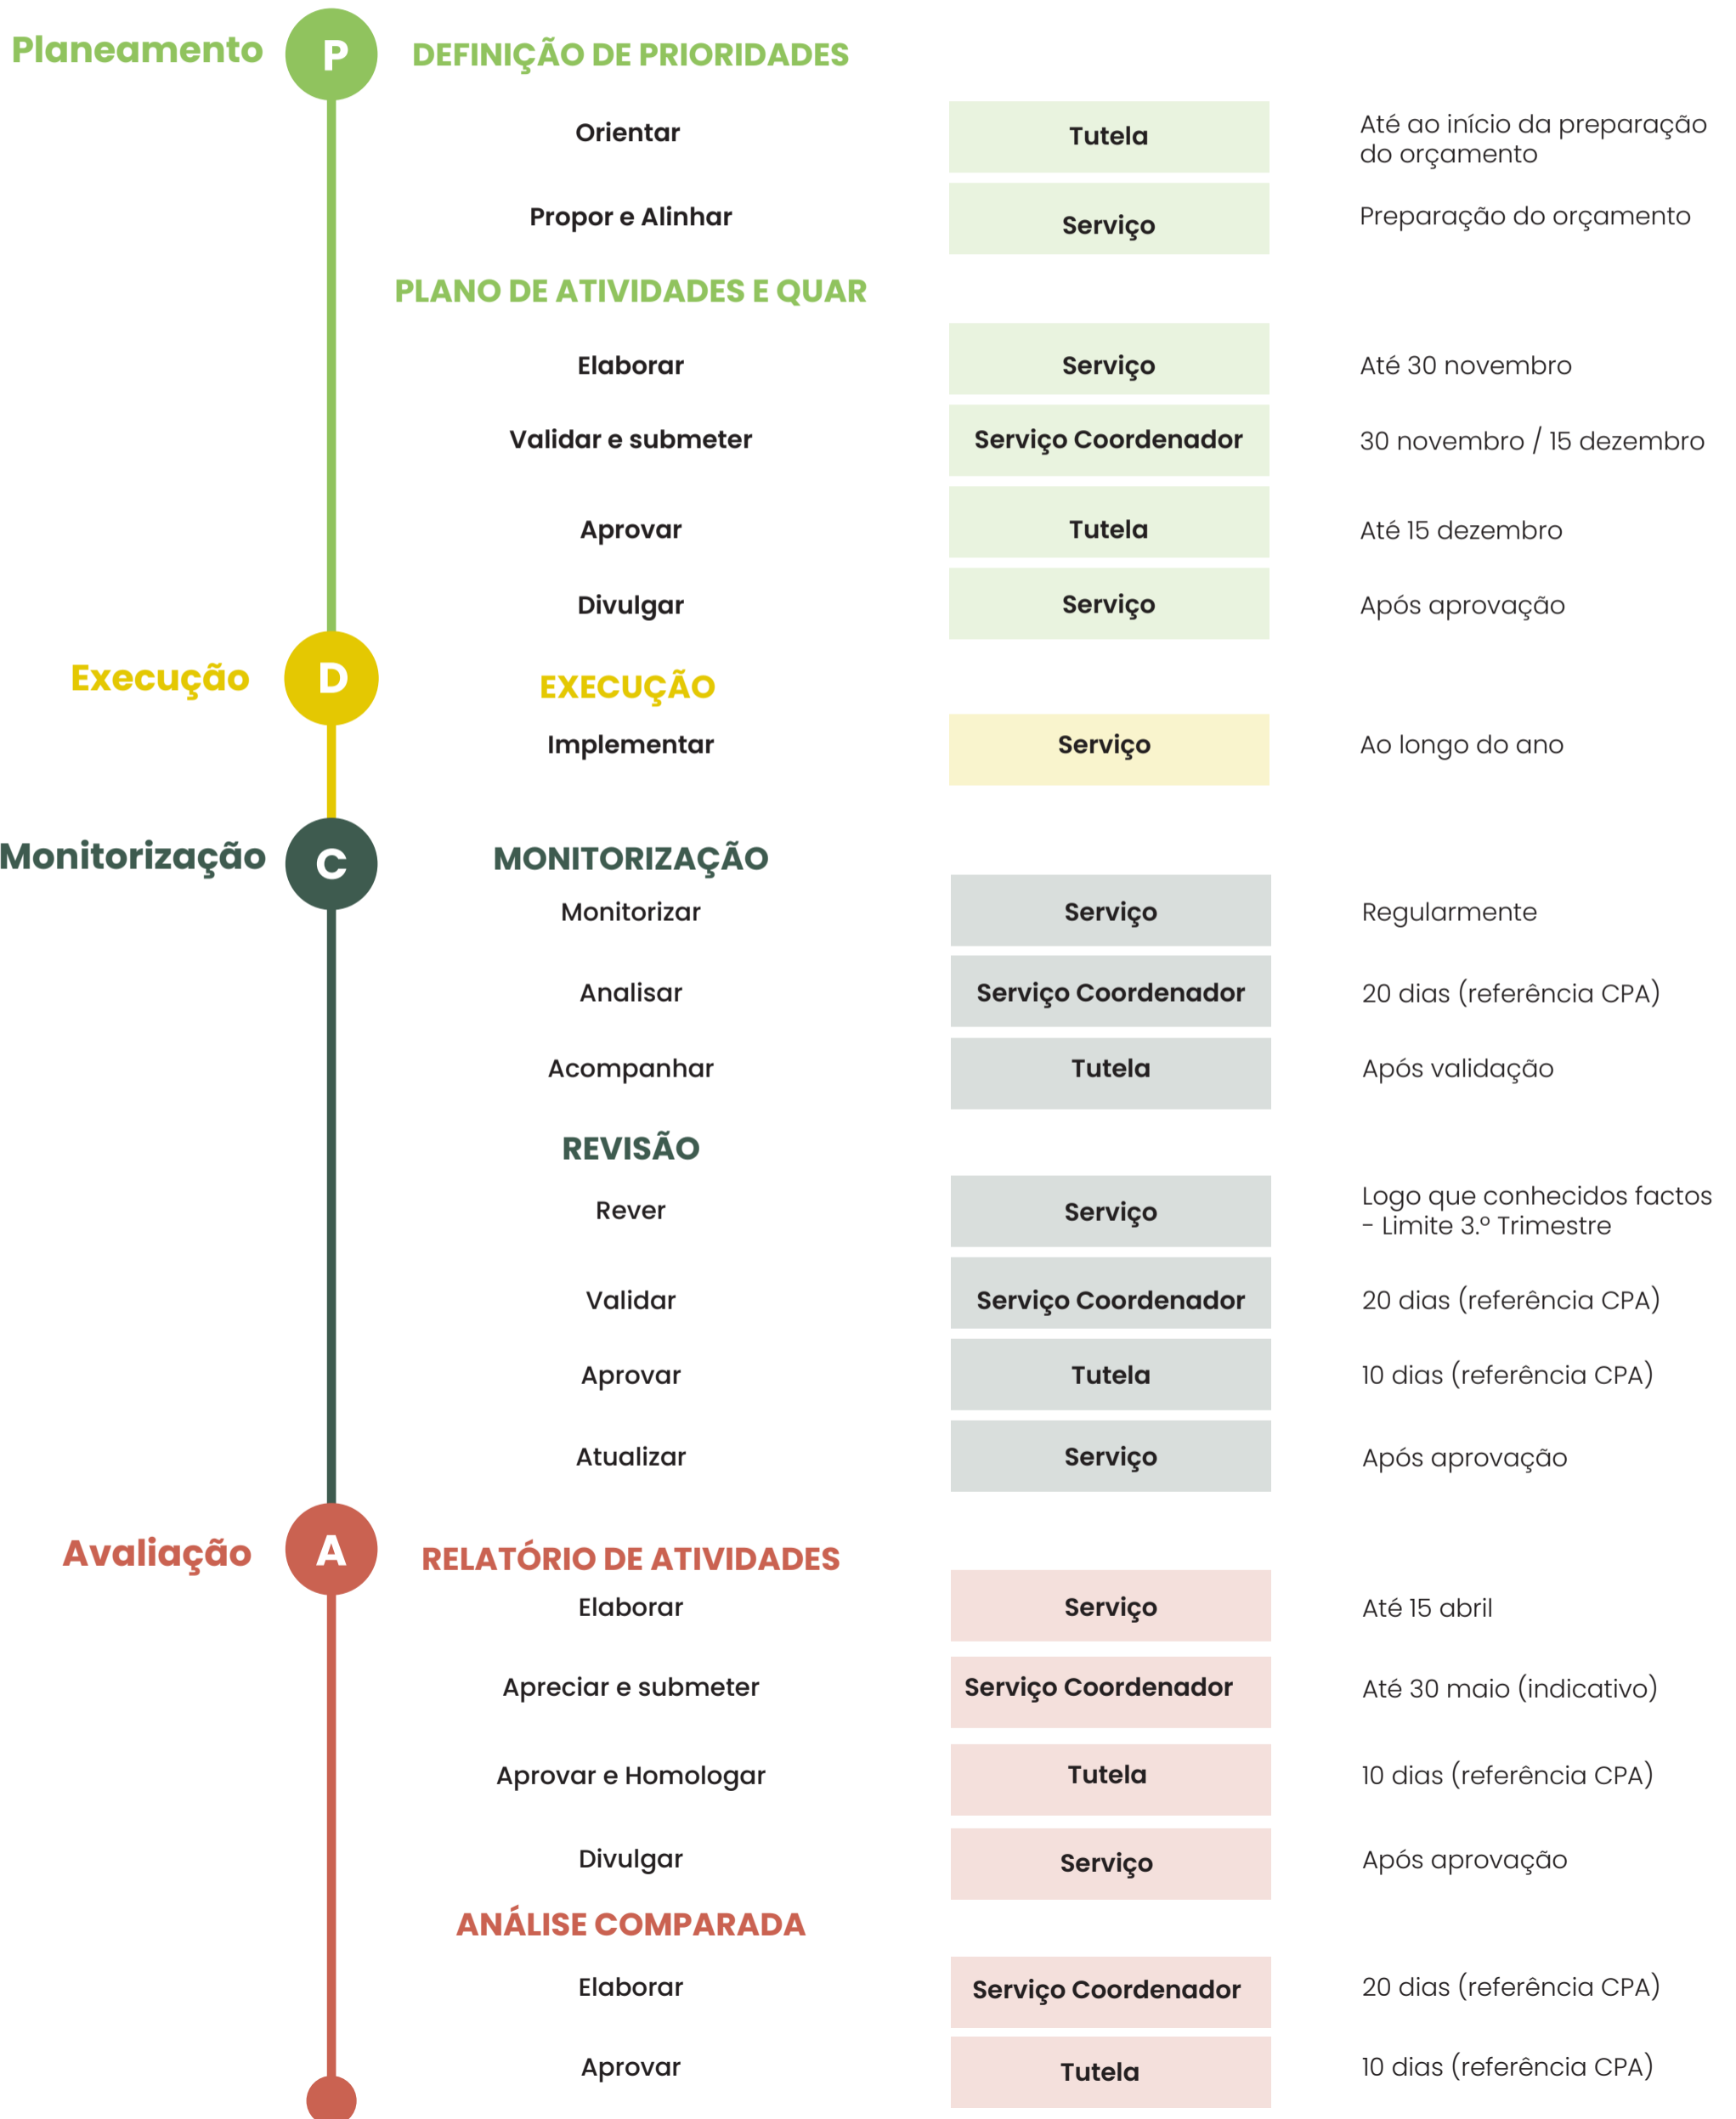 Planeamento P DEFINIÇÃO DE PRIORIDADES
Orientar Tutela Até ao início da preparação
do orçamento
Propor e Alinhar Serviço Preparação do orçamento
PLANO DE ATIVIDADES E QUAR
Elaborar Serviço Até 30 novembro
Validar e submeter Serviço Coordenador 30 novembro / 15 dezembro
Aprovar Tutela Até 15 dezembro
Divulgar Serviço Após aprovação
Execução D EXECUÇÃO
Implementar Serviço Ao longo do ano
Monitorização C MONITORIZAÇÃO
Monitorizar Serviço Regularmente
Analisar Serviço Coordenador 20 dias (referência CPA)
Acompanhar Tutela Após validação
REVISÃO
Rever Serviço Logo que conhecidos factos
- Limite 3.º Trimestre
Validar Serviço Coordenador 20 dias (referência CPA)
Aprovar Tutela 10 dias (referência CPA)
Atualizar Serviço Após aprovação
Avaliação A RELATÓRIO DE ATIVIDADES
Elaborar Serviço Até 15 abril
Apreciar e submeter Serviço Coordenador Até 30 maio (indicativo)
Aprovar e Homologar Tutela 10 dias (referência CPA)
Divulgar Serviço Após aprovação
ANÁLISE COMPARADA
Elaborar Serviço Coordenador 20 dias (referência CPA)
Aprovar Tutela 10 dias (referência CPA)